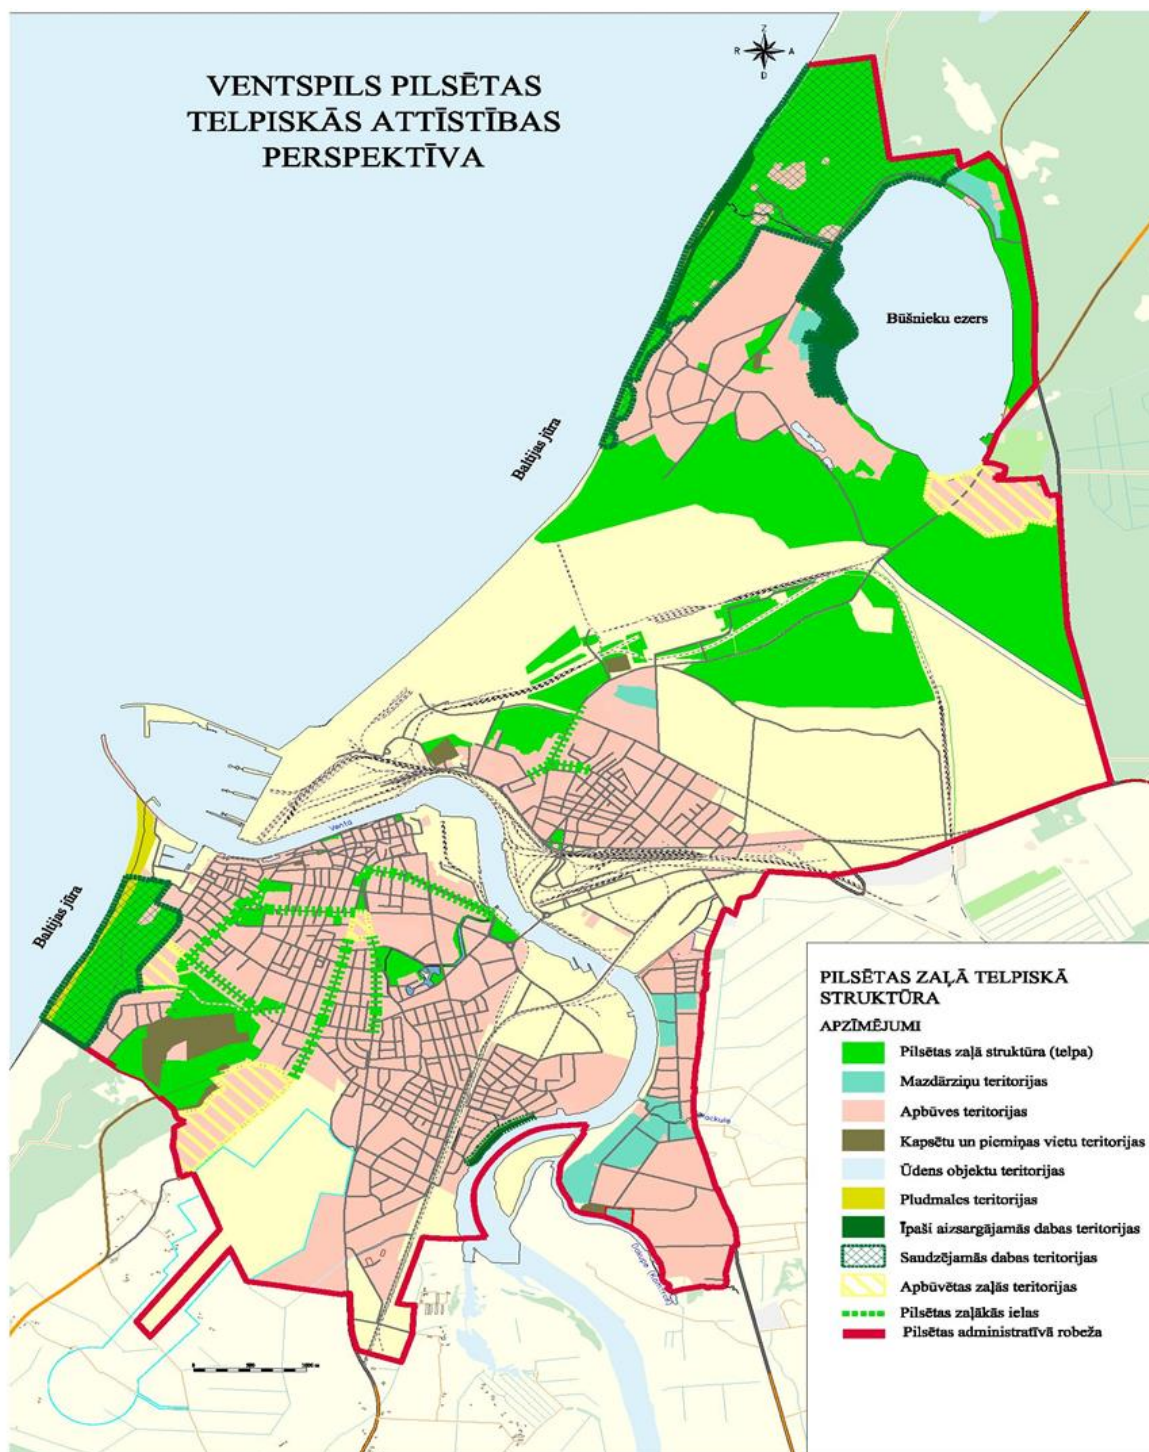 VENTSPILS PILSĒTAS
TELPISKĀS ATTĪSTĪBAS
PERSPEKTĪVA
Z
R A
D
Būšnieku ezers
Baltijas jūra
Venta
Baltijas jūra
PILSĒTAS ZAĻĀ TELPISKĀ
STRUKTŪRA
APZĪMĒJUMI
Pilsētas zaļā struktūra (telpa)
Mazdārziņu teritorijas
Apbūves teritorijas
Kapsētu un piemiņas vietu teritorijas
Ūdens objektu teritorijas
Pludmales teritorijas
Īpaši aizsargājamās dabas teritorijas
Saudzējamās dabas teritorijas
Apbūvētas zaļās teritorijas
Pilsētas zaļākās ielas
Pilsētas administratīvā robeža